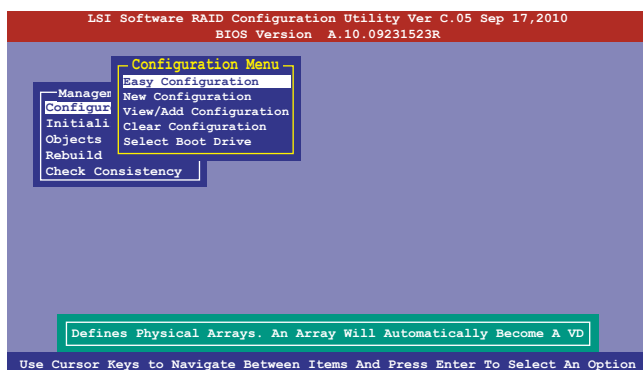 LSI Software RAID Configuration Utility Ver C.05 Sep 17,2010
BIOS Version A.10.09231523R
Configuration Menu
Easy Configuration
New Configuration
View/Add Configuration
Clear Configuration
Select Boot Drive
Managem
Configur
Initiali
Objects
Rebuild
Check Consistency
Defines Physical Arrays. An Array Will Automatically Become A VD
Use Cursor Keys to Navigate Between Items And Press Enter To Select An Option